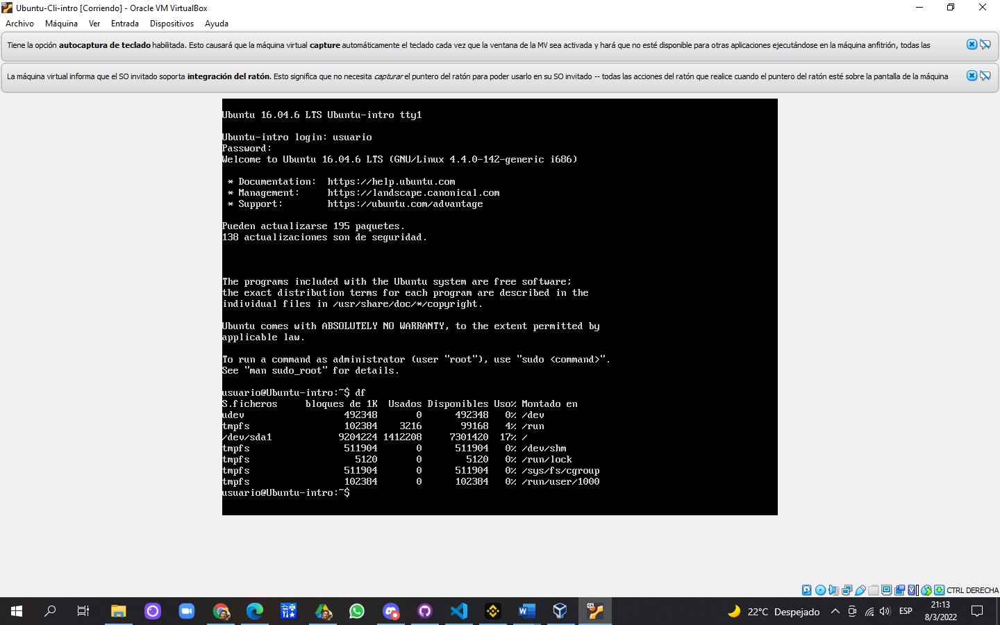 Ubuntu-Cli-intro [Corriendo] - Oracle VM VirtualBox
Archivo Máquina Ver Entrada Dispositivos Ayuda
Tiene la opción autocaptura de teclado habilitada. Esto causará que la máquina virtual capture automáticamente el teclado cada vez que la ventana de la MV sea activada y hará que no esté disponible para otras aplicaciones ejecutándose en la máquina anfitrión, todas las
La máquina virtual informa que el SO invitado soporta integración del ratón. Esto significa que no necesita capturar el puntero del ratón para poder usarlo en su SO invitado -- todas las acciones del ratón que realice cuando el puntero del ratón esté sobre la pantalla de la máquina
Ubuntu 16.04.6 LTS Ubuntu-intro tty1
Ubuntu-intro login: usuario
Password:
Welcome to Ubuntu 16.04.6 LTS (GNU/Linux 4.4.0-142-generic i686)
* Documentation: https://help.ubuntu.com
* Management: https://landscape.canonical.com
* Support: https://ubuntu.com/advantage
Pueden actualizarse 195 paquetes.
138 actualizaciones son de seguridad.
The programs included with the Ubuntu system are free software;
the exact distribution terms for each program are described in the
individual files in /usr/share/doc/*/copyright.
Ubuntu comes with ABSOLUTELY NO WARRANTY, to the extent permitted by
applicable law.
To run a command as administrator (user "root"), use "sudo <command>".
See "man sudo_root" for details.
usuario@Ubuntu-intro:~$ df
S.ficheros bloques de 1K Usados Disponibles Uso% Montado en
udev 492348 0 492348 0% /dev
tmpfs 102384 3216 99168 4% /run
/dev/sda1 9204224 1412208 7301420 17% /
tmpfs 511904 0 511904 0% /dev/shm
tmpfs 5120 0 5120 0% /run/lock
tmpfs 511904 0 511904 0% /sys/fs/cgroup
tmpfs 102384 0 102384 0% /run/user/1000
usuario@Ubuntu-intro:~$
CTRL DERECHA
22°C Despejado
ESP
21:13
8/3/2022